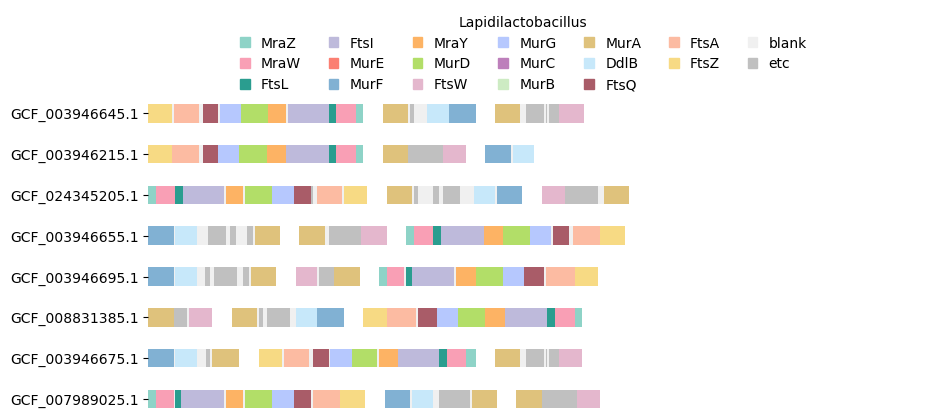 Lapidilactobacillus
MraZ FtsI MraY MurG MurA FtsA blank
MraW MurE MurD MurC DdlB FtsZ etc
FtsL MurF FtsW MurB FtsQ
GCF_003946645.1
GCF_003946215.1
GCF_024345205.1
GCF_003946655.1
GCF_003946695.1
GCF_008831385.1
GCF_003946675.1
GCF_007989025.1